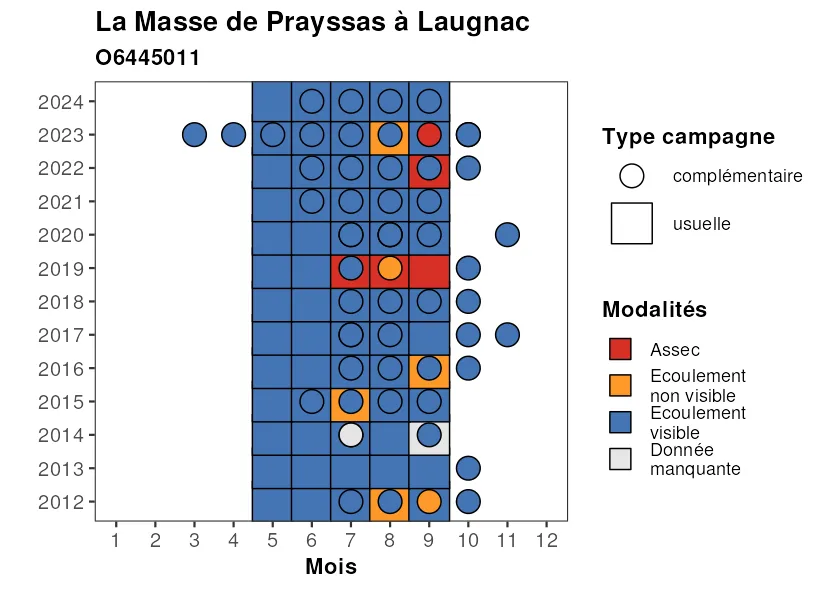 La Masse de Prayssas à Laugnac
O6445011
2024
2023
2022
2021
2020
2019
2018
2017
2016
2015
2014
2013
2012
1 2 3 4 5 6 7 8 9 10 11 12
Mois
Type campagne
complémentaire
usuelle
Modalités
Assec
Ecoulement
non visible
Ecoulement
visible
Donnée
manquante